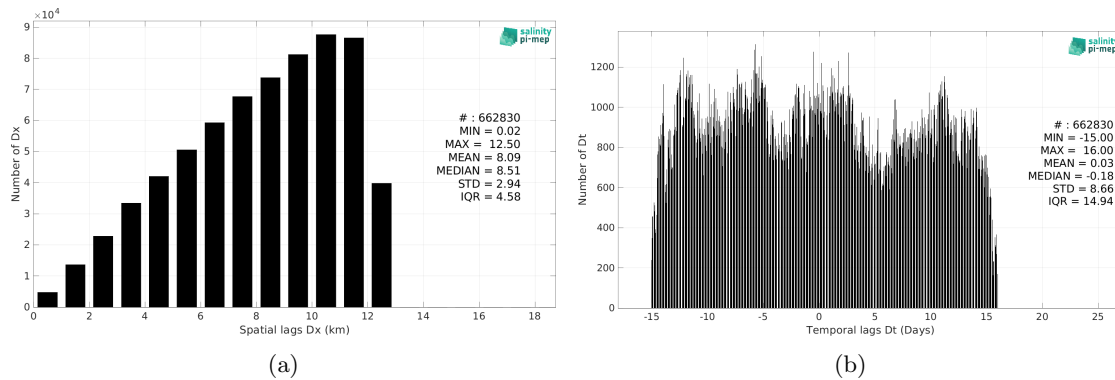 ×10⁴
9
8
7
6
5
4
3
2
1
0
Number of Dx
0 2 4 6 8 10 12 14 16 18
Spatial lags Dx (km)
salinity
pi-mep
# : 662830
MIN = 0.02
MAX = 12.50
MEAN = 8.09
MEDIAN = 8.51
STD = 2.94
IQR = 4.58
(a)
1200
1000
800
600
400
200
0
Number of Dt
-15 -10 -5 0 5 10 15 20 25
Temporal lags Dt (Days)
salinity
pi-mep
# : 662830
MIN = -15.00
MAX = 16.00
MEAN = 0.03
MEDIAN = -0.18
STD = 8.66
IQR = 14.94
(b)